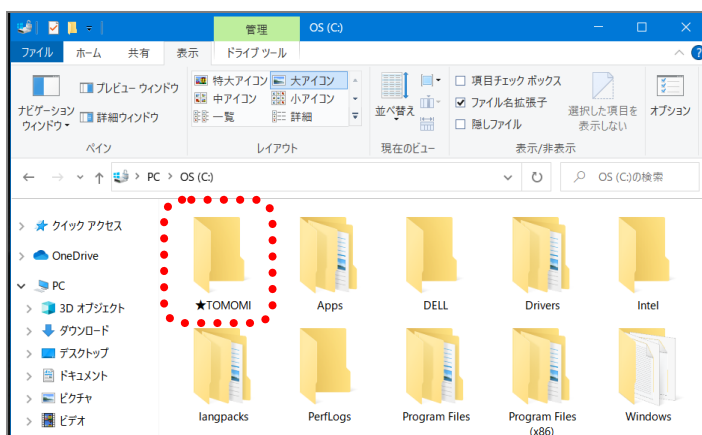 管理 OS (C:)
ファイル ホーム 共有 表示 ドライブ ツール
ナビゲーション ウィンドウ
プレビュー ウィンドウ
詳細ウィンドウ
ペイン
特大アイコン 大アイコン
中アイコン 小アイコン
一覧 詳細
レイアウト
並べ替え
現在のビュー
項目チェック ボックス
ファイル名拡張子
隠しファイル
選択した項目を
表示しない
表示/非表示
オプション
PC > OS (C:)
OS (C:)の検索
クイック アクセス
OneDrive
PC
3D オブジェクト
ダウンロード
デスクトップ
ドキュメント
ピクチャ
ビデオ
★TOMOMI Apps DELL Drivers Intel
langpacks PerfLogs Program Files Program Files (x86) Windows